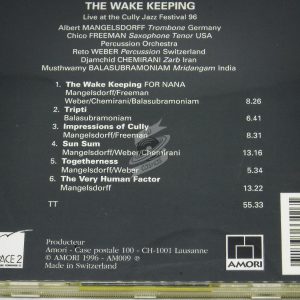 THE WAKE KEEPING
Live at the Cully Jazz Festival 96
Albert MANGELSDORFF Trombone Germany
Chico FREEMAN Saxophone Tenor USA
Percussion Orchestra
Reto WEBER Percussion Switzerland
Djamchid CHEMIRANI Zarb Iran
Musthwamy BALASUBRAMONIAM Mridangam India
1. The Wake Keeping FOR NANA
Mangelsdorff/Freeman
Weber/Chemirani/Balasubramoniam 8.26
2. Tripti
Balasubramoniam 6.41
3. Impressions of Cully
Mangelsdorff/Freeman 8.31
4. Sun Sum
Mangelsdorff/Weber/Chemirani 13.16
5. Togetherness
Mangelsdorff/Weber 5.34
6. The Very Human Factor
Mangelsdorff 13.22
TT 55.33
Producteur
Amori - Case postale 100 - CH-1001 Lausanne
© AMORI 1996 - AM009 ℗
Made in Switzerland
ACE 2
AMORI